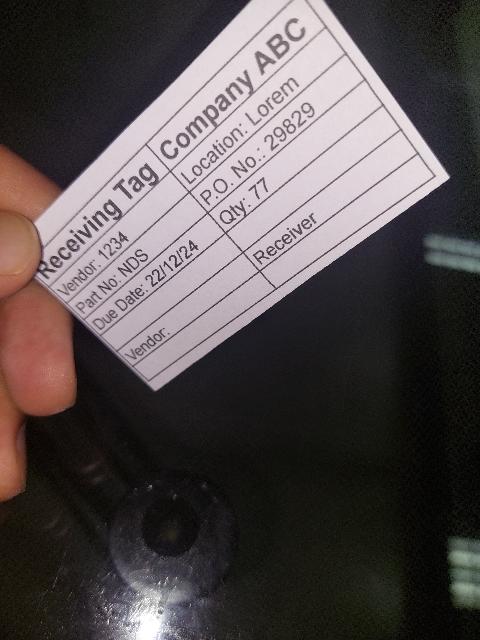 Receiving Tag Company ABC
Vendor: 1234 Location: Lorem
Part No: NDS P.O. No.: 29829
Due Date: 22/12/24 Qty: 77
Vendor: Receiver